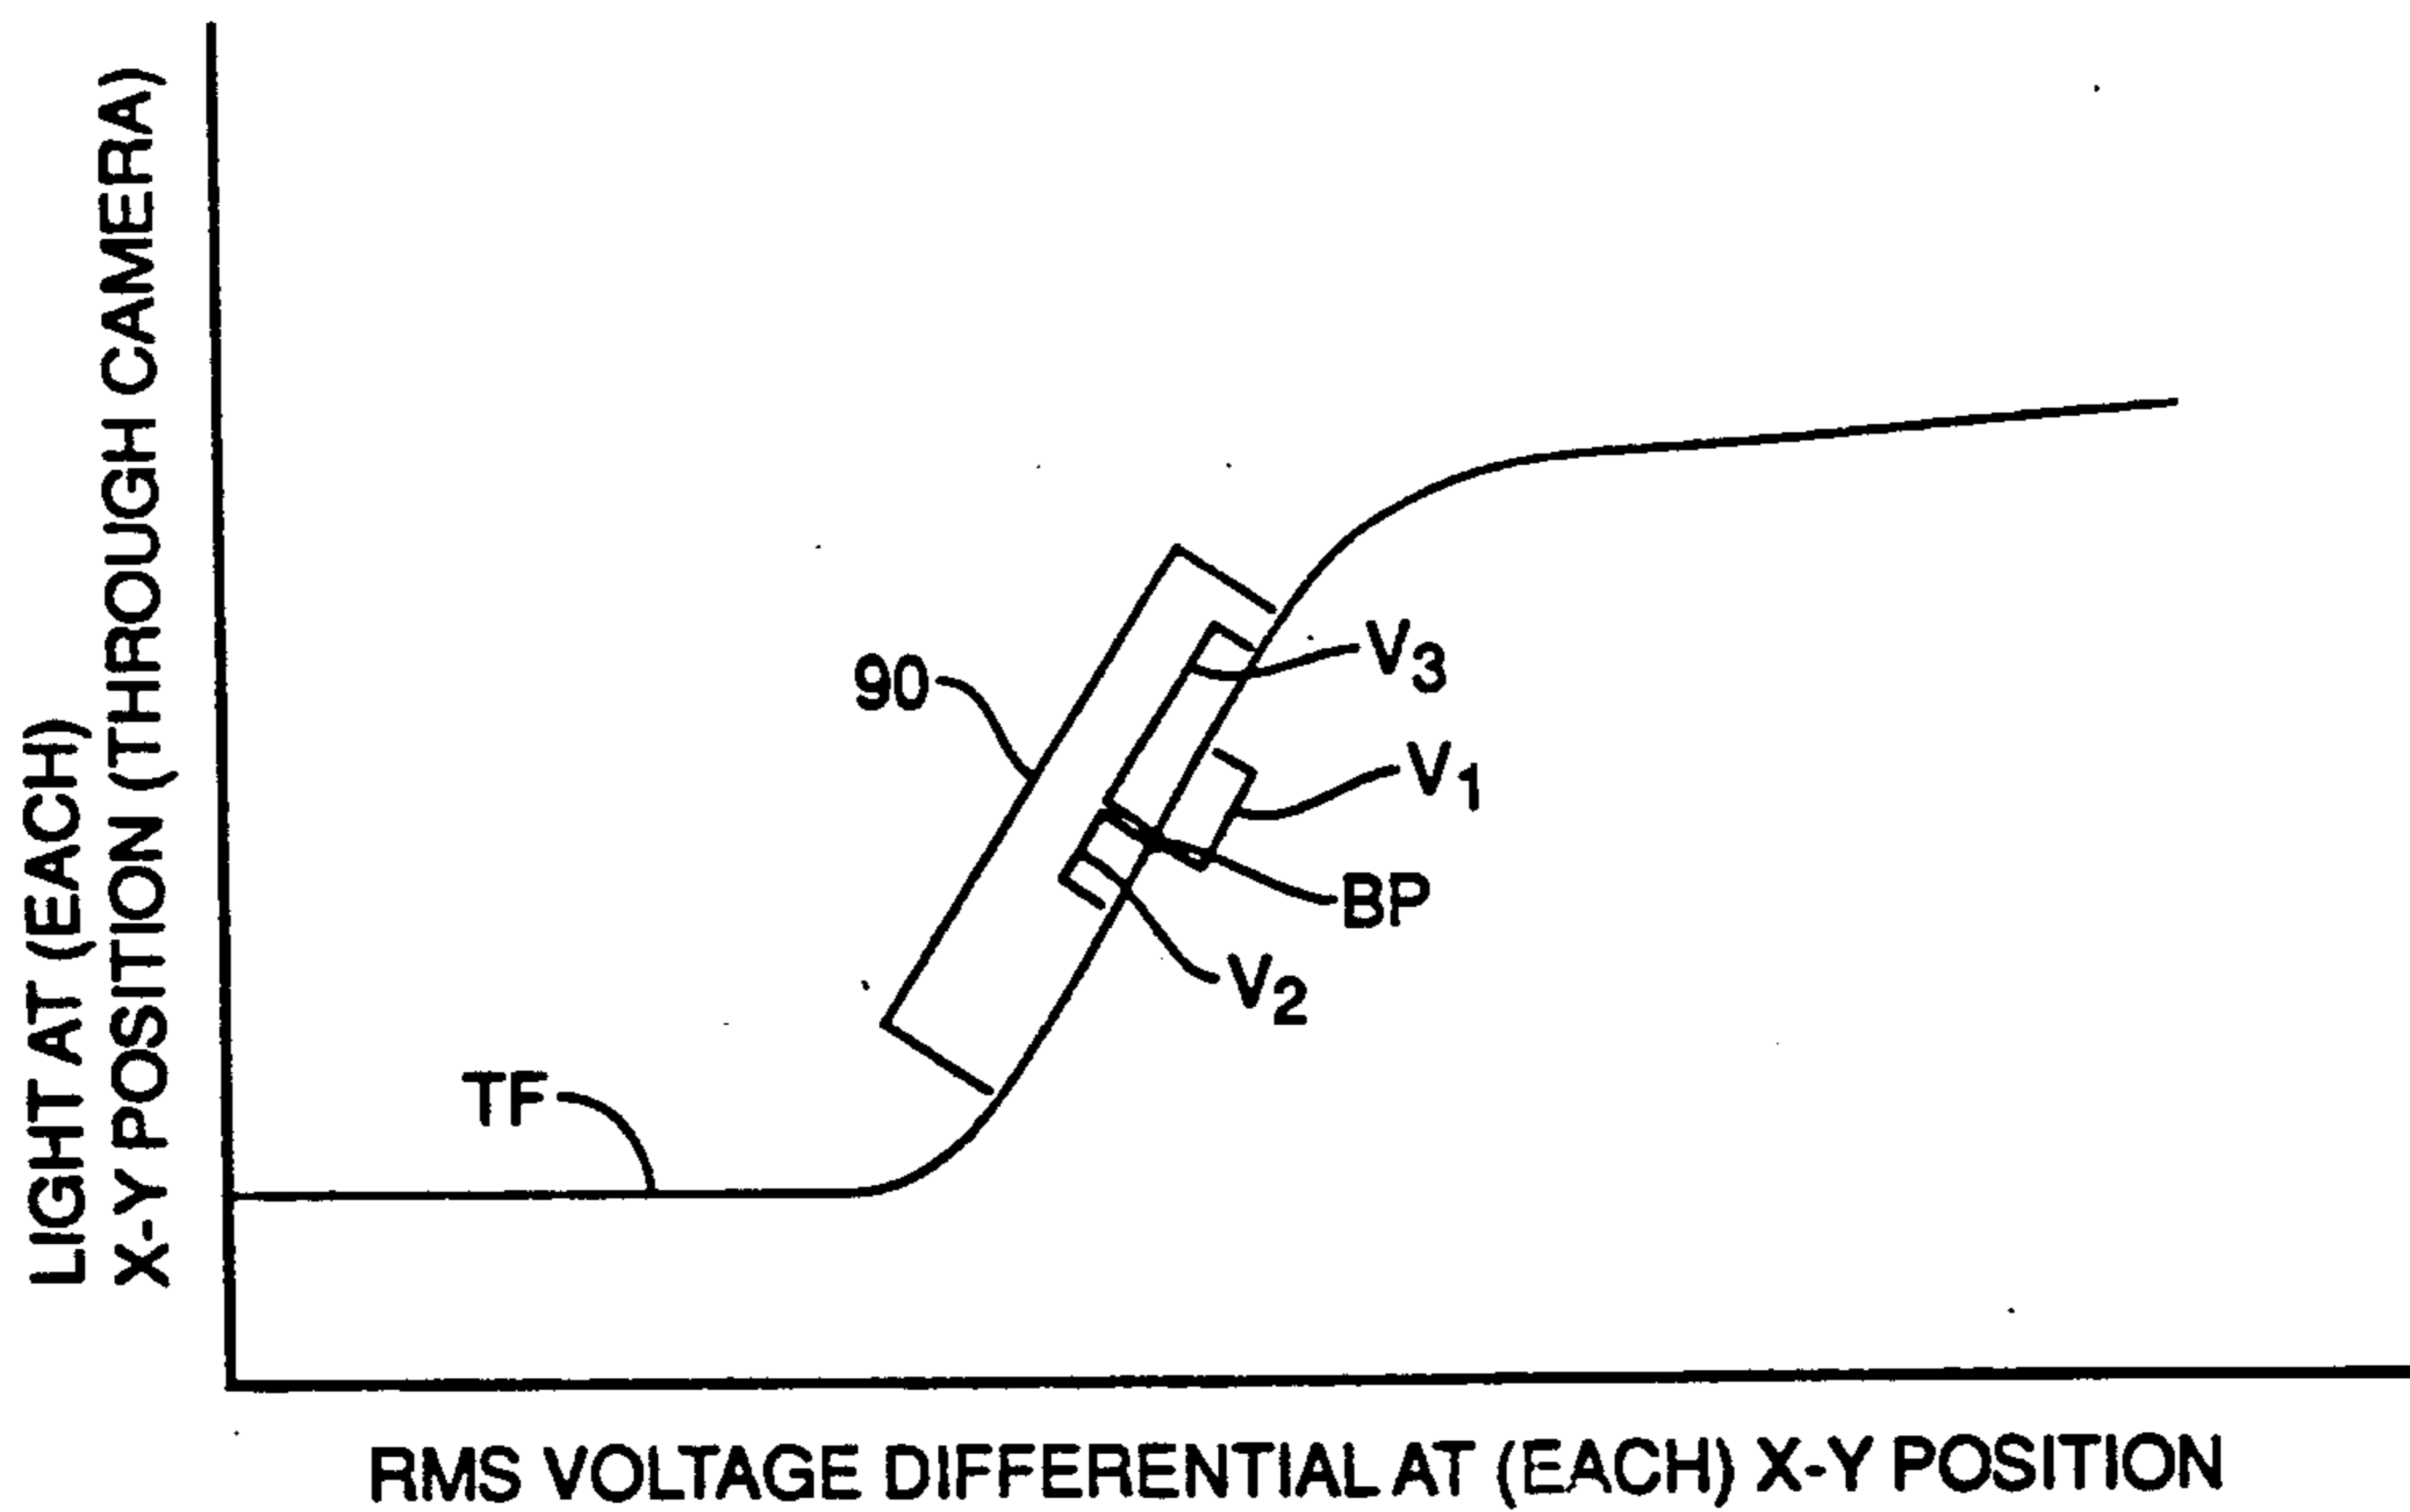 LIGHT AT (EACH)
X-Y POSITION (THROUGH CAMERA)
90
V3
V1
BP
V2
TF
RMS VOLTAGE DIFFERENTIAL AT (EACH) X-Y POSITION